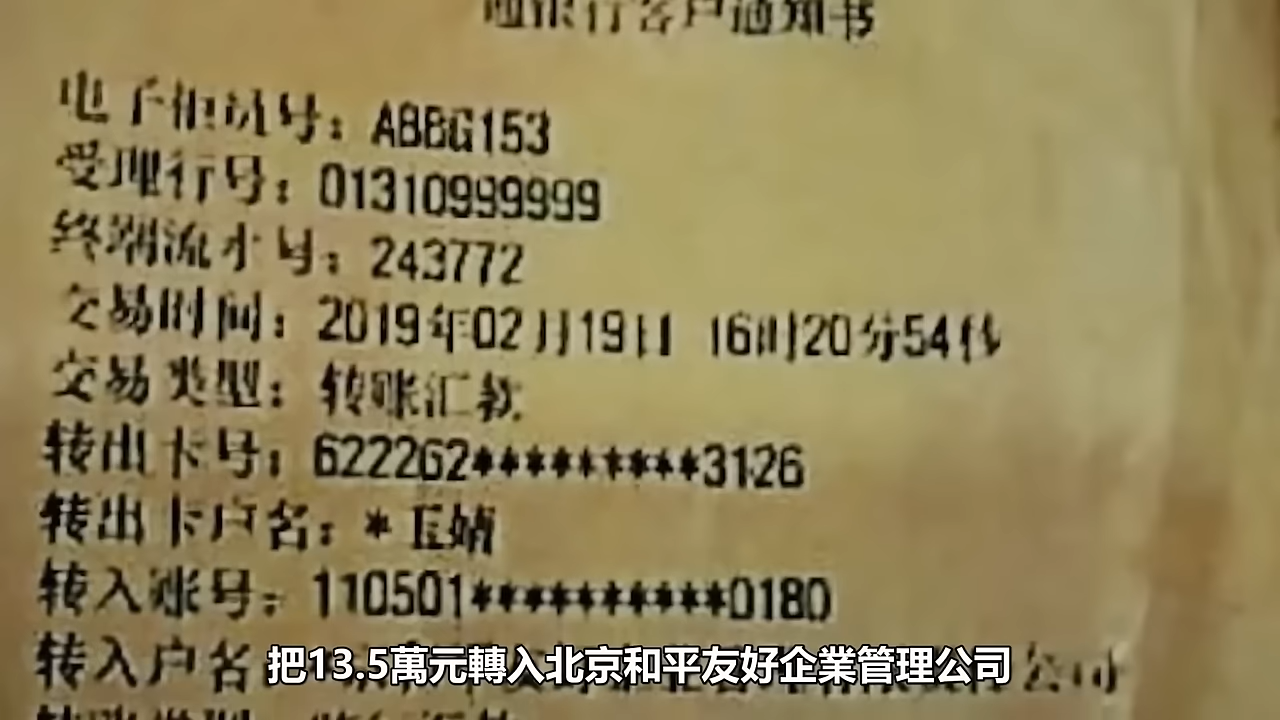 通银行客户通知书
电子柜员号：ABBG153
受理行号：01310999999
终端流水号：243772
交易时间：2019年02月19日 16时20分54秒
交易类型：转账汇款
转出卡号：622262*********3126
转出卡户名：*
转入账号：110501**********0180
转入户名
公司
把13.5萬元轉入北京和平友好企業管理公司